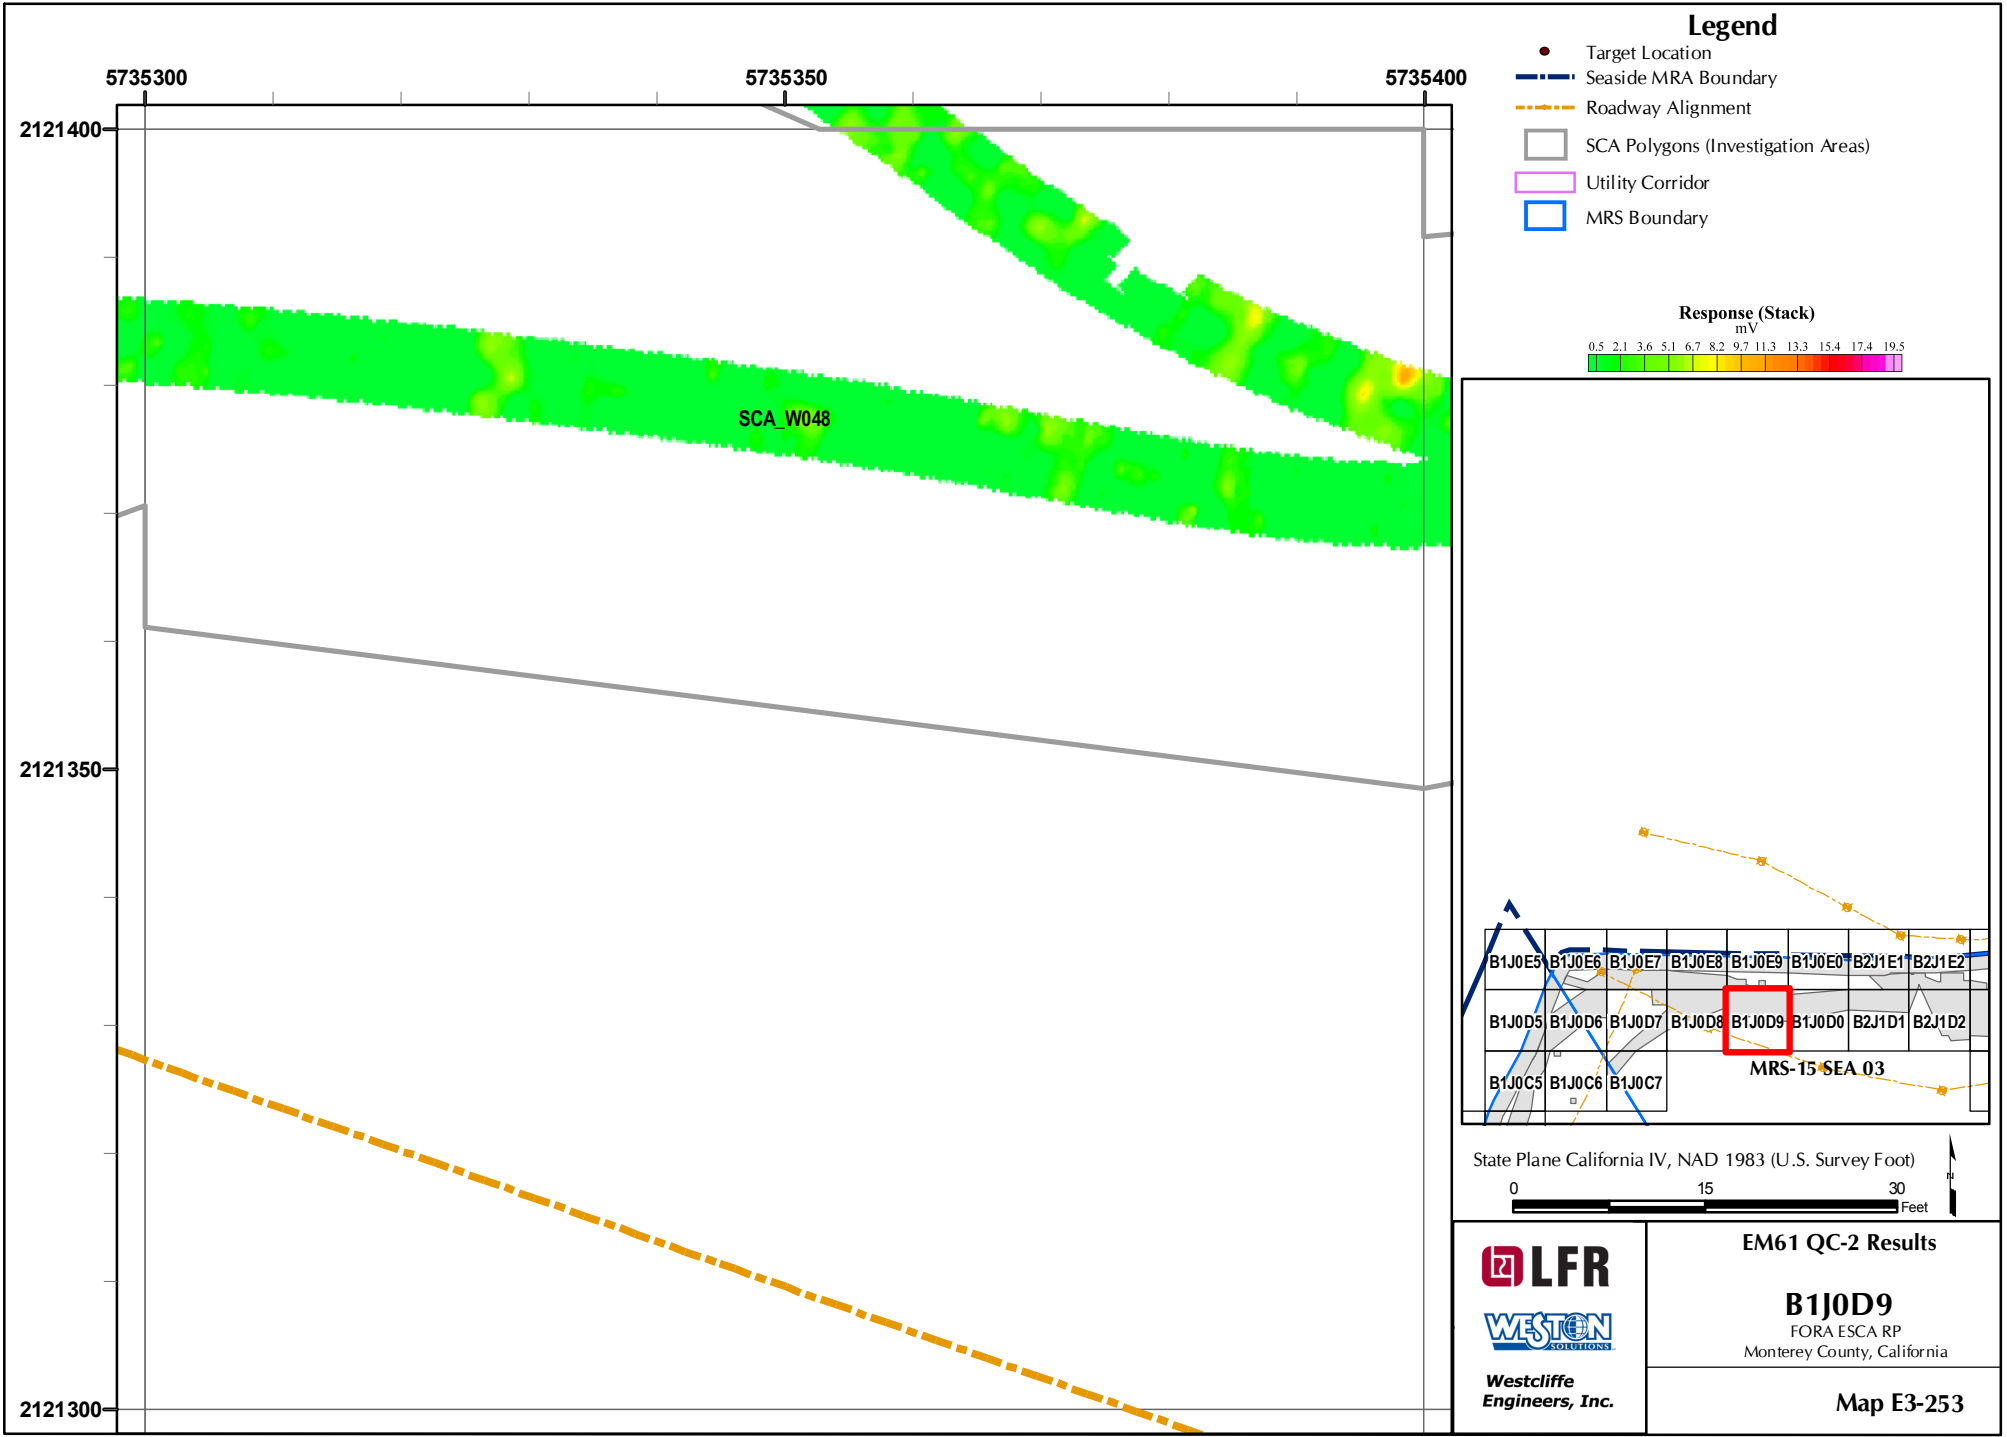 Legend
Target Location
Seaside MRA Boundary
Roadway Alignment
SCA Polygons (Investigation Areas)
Utility Corridor
MRS Boundary
5735300 5735350 5735400
2121400
2121350
2121300
SCA_W048
Response (Stack)
mV
0.5 2.1 3.6 5.1 6.7 8.2 9.7 11.3 13.3 15.4 17.4 19.5
B1J0E5 B1J0E6 B1J0E7 B1J0E8 B1J0E9 B1J0E0 B2J1E1 B2J1E2
B1J0D5 B1J0D6 B1J0D7 B1J0D8 B1J0D9 B1J0D0 B2J1D1 B2J1D2
MRS-15 SEA 03
B1J0C5 B1J0C6 B1J0C7
State Plane California IV, NAD 1983 (U.S. Survey Foot)
0 15 30
Feet
N
LFR
WESTON
SOLUTIONS
Westcliffe
Engineers, Inc.
EM61 QC-2 Results
B1J0D9
FORA ESCA RP
Monterey County, California
Map E3-253